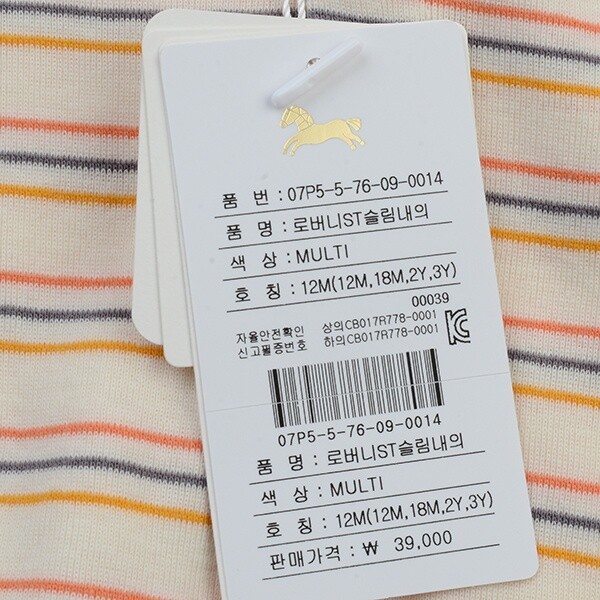 품 번 : 07P5-5-76-09-0014
품 명 : 로버니ST슬림내의
색 상 : MULTI
호 칭 : 12M(12M,18M,2Y,3Y)
00039
자율안전확인 상의CB017R778-0001
신고필증번호 하의CB017R778-0001
07P5-5-76-09-0014
품 명 : 로버니ST슬림내의
색 상 : MULTI
호 칭 : 12M(12M,18M,2Y,3Y)
판매가격 : ₩ 39,000